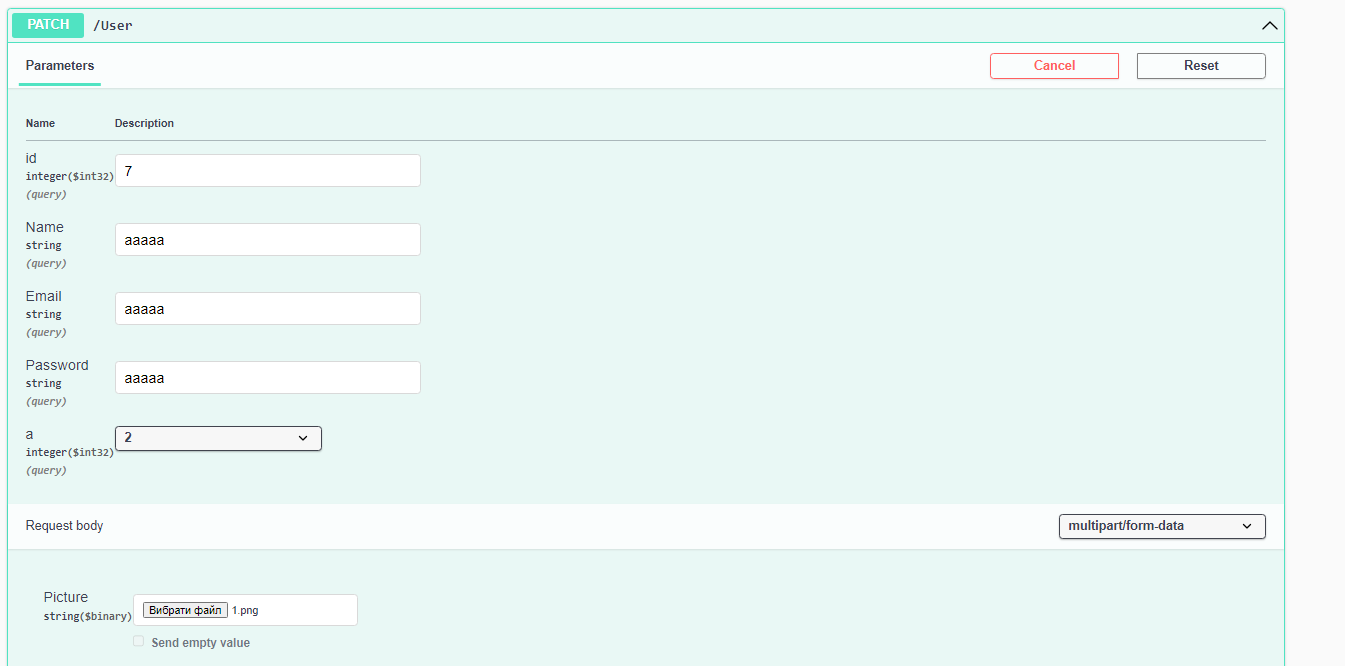 PATCH /User
Parameters
Cancel
Reset
Name Description
id
integer($int32)
(query)
7
Name
string
(query)
aaaaa
Email
string
(query)
aaaaa
Password
string
(query)
aaaaa
a
integer($int32)
(query)
2
Request body
multipart/form-data
Picture
string($binary)
Вибрати файл 1.png
Send empty value